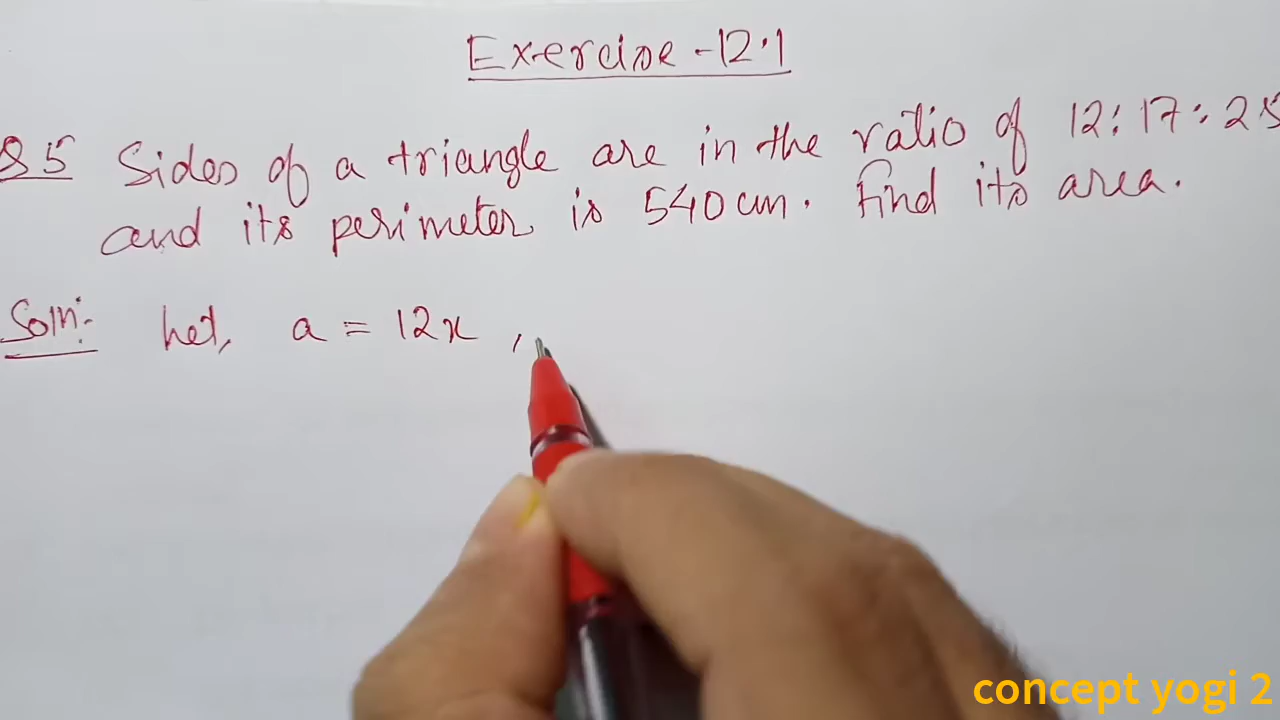 Exercise - 12.1
Q5 Sides of a triangle are in the ratio of 12:17:25
and its perimeter is 540 cm. Find its area.
Soln:- Let, a = 12x ,
concept yogi 2